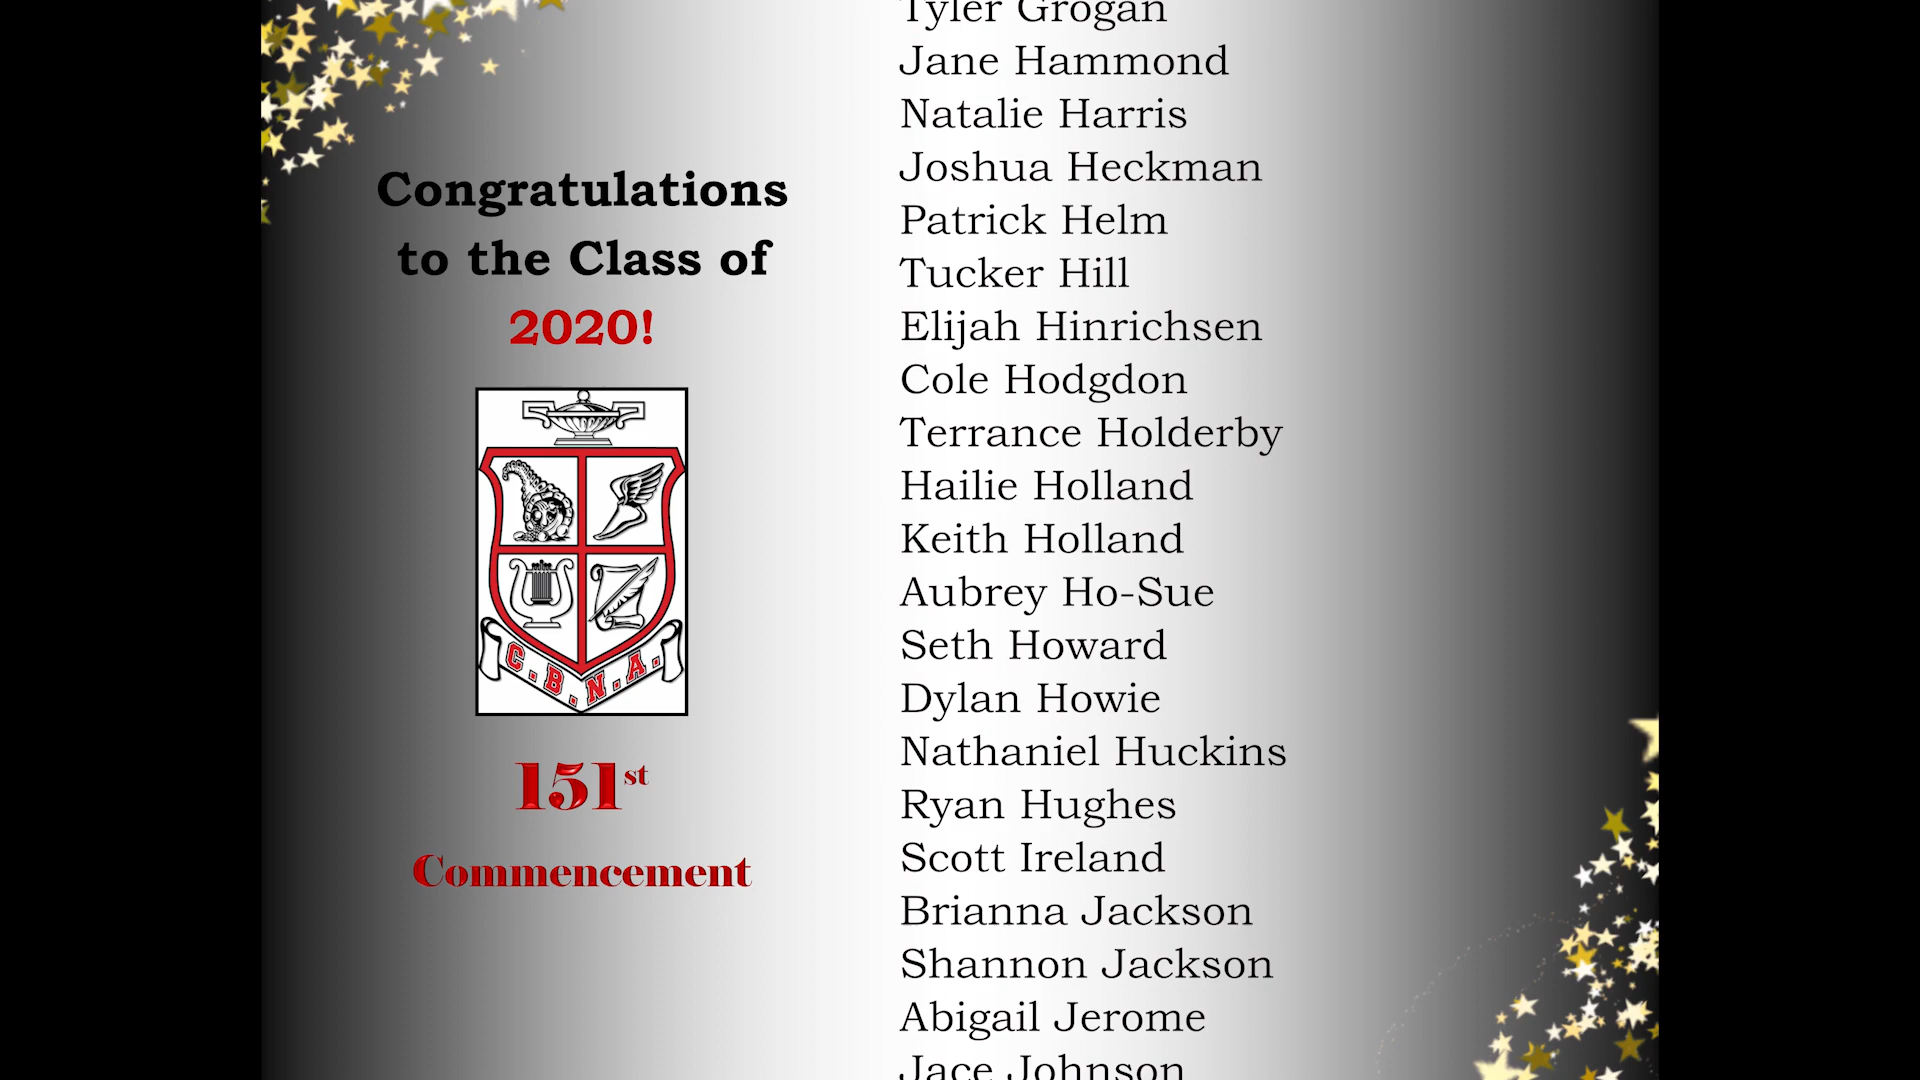 Congratulations
to the Class of
2020!
C.B.N.A.
151st
Commencement
Tyler Grogan
Jane Hammond
Natalie Harris
Joshua Heckman
Patrick Helm
Tucker Hill
Elijah Hinrichsen
Cole Hodgdon
Terrance Holderby
Hailie Holland
Keith Holland
Aubrey Ho-Sue
Seth Howard
Dylan Howie
Nathaniel Huckins
Ryan Hughes
Scott Ireland
Brianna Jackson
Shannon Jackson
Abigail Jerome
Jace Johnson